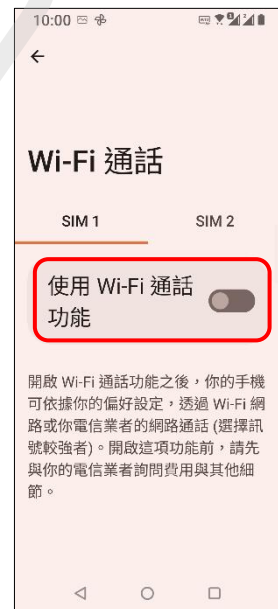 10:00
Wi-Fi 通話
SIM 1 SIM 2
使用 Wi-Fi 通話
功能
開啟 Wi-Fi 通話功能之後，你的手機
可依據你的偏好設定，透過 Wi-Fi 網
路或你電信業者的網路通話 (選擇訊
號較強者)。開啟這項功能前，請先
與你的電信業者詢問費用與其他細
節。